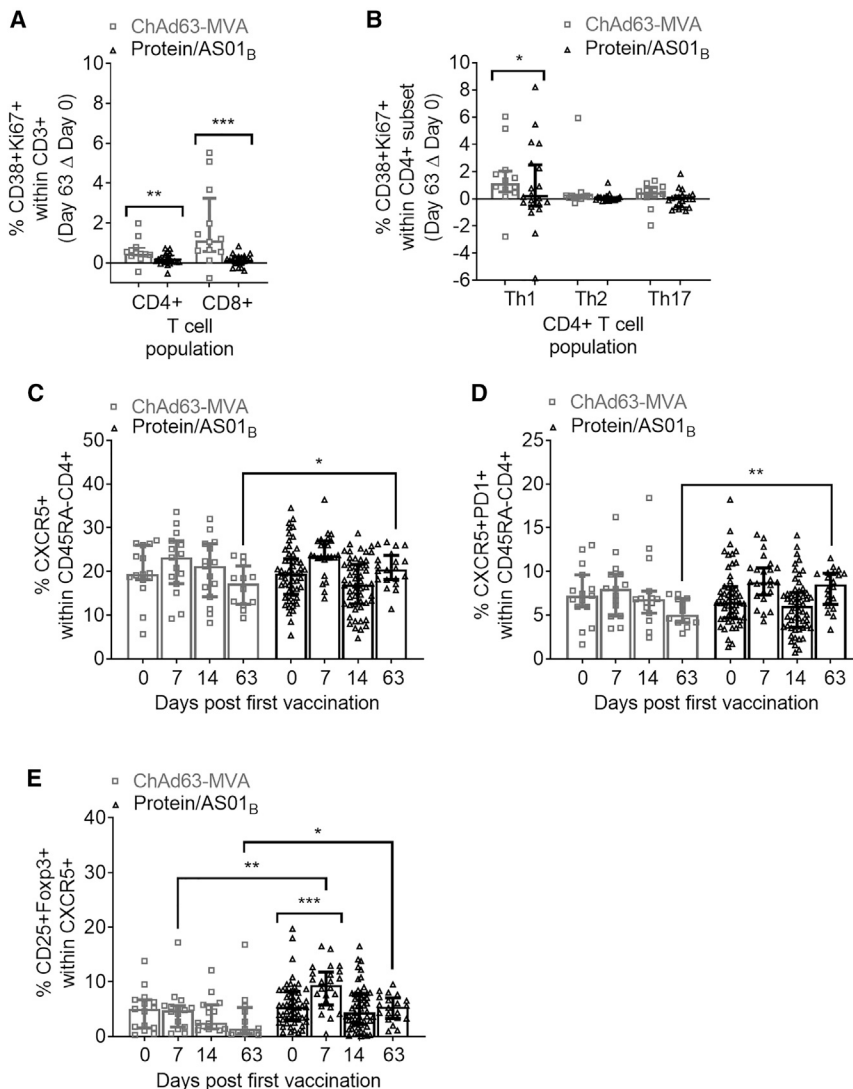 A
ChAd63-MVA
Protein/AS01B
% CD38+Ki67+
within CD3+
(Day 63 Δ Day 0)
10
8
6
4
2
0
**
***
CD4+ CD8+
T cell
population
B
ChAd63-MVA
Protein/AS01B
% CD38+Ki67+
within CD4+ subset
(Day 63 Δ Day 0)
10
8
6
4
2
0
-2
-4
-6
*
Th1 Th2 Th17
CD4+ T cell
population
C
ChAd63-MVA
Protein/AS01B
% CXCR5+
within CD45RA-CD4+
50
40
30
20
10
0
*
0 7 14 63 0 7 14 63
Days post first vaccination
D
ChAd63-MVA
Protein/AS01B
% CXCR5+PD1+
within CD45RA-CD4+
25
20
15
10
5
0
**
0 7 14 63 0 7 14 63
Days post first vaccination
E
ChAd63-MVA
Protein/AS01B
% CD25+Foxp3+
within CXCR5+
40
30
20
10
0
*
**
***
0 7 14 63 0 7 14 63
Days post first vaccination